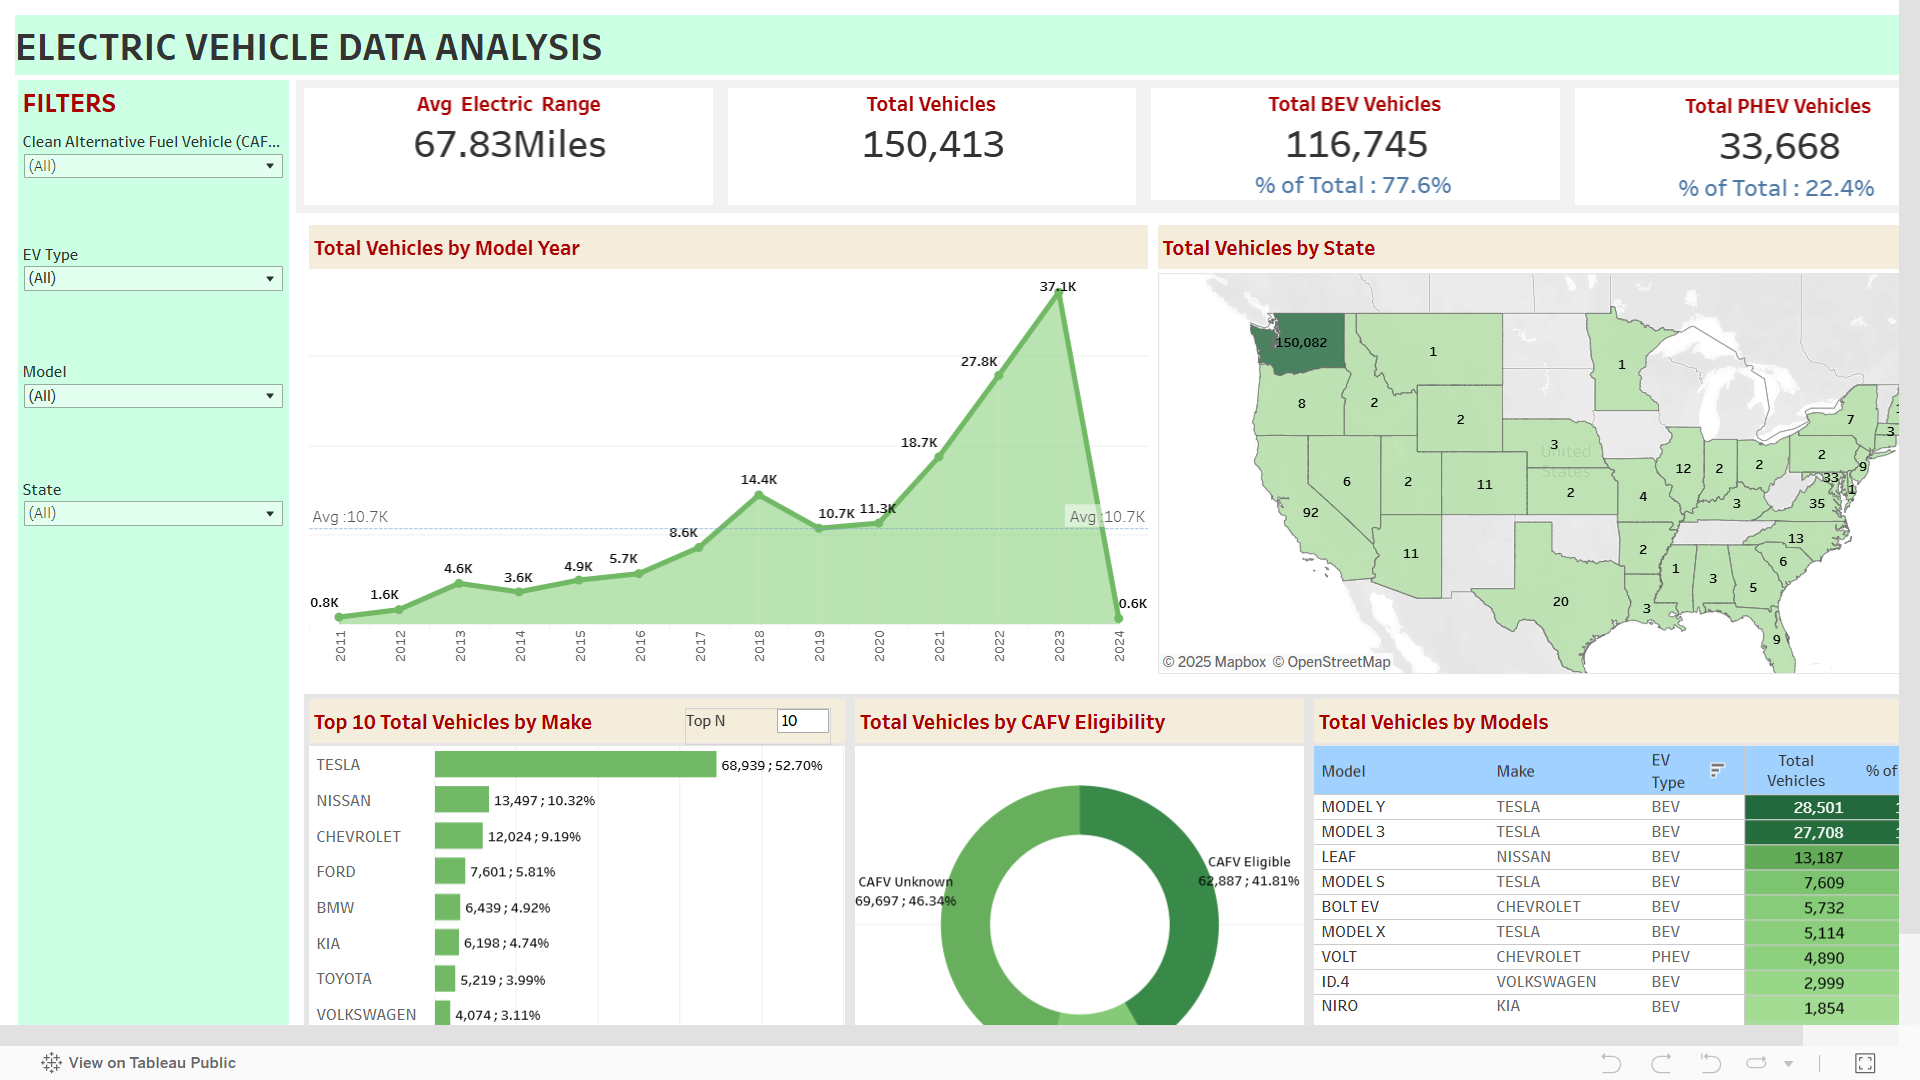 ELECTRIC VEHICLE DATA ANALYSIS
FILTERS
Clean Alternative Fuel Vehicle (CAF...
(All)
EV Type
(All)
Model
(All)
State
(All)
Avg Electric Range
67.83Miles
Total Vehicles
150,413
Total BEV Vehicles
116,745
% of Total : 77.6%
Total PHEV Vehicles
33,668
% of Total : 22.4%
Total Vehicles by Model Year
37.1K
27.8K
18.7K
14.4K
10.7K
11.3K
8.6K
5.7K
4.9K
3.6K
4.6K
1.6K
0.8K
0.6K
Avg :10.7K
Avg :10.7K
2011
2012
2013
2014
2015
2016
2017
2018
2019
2020
2021
2022
2023
2024
Total Vehicles by State
150,082
1
1
8
2
2
7
3
3
2
9
6
2
11
2
12
2
2
33
1
92
4
3
35
11
2
13
1
3
6
5
20
3
9
United
States
© 2025 Mapbox © OpenStreetMap
Top 10 Total Vehicles by Make
Top N
10
TESLA
68,939 ; 52.70%
NISSAN
13,497 ; 10.32%
CHEVROLET
12,024 ; 9.19%
FORD
7,601 ; 5.81%
BMW
6,439 ; 4.92%
KIA
6,198 ; 4.74%
TOYOTA
5,219 ; 3.99%
VOLKSWAGEN
4,074 ; 3.11%
Total Vehicles by CAFV Eligibility
CAFV Unknown
69,697 ; 46.34%
CAFV Eligible
62,887 ; 41.81%
Total Vehicles by Models
Model Make EV Type Total Vehicles % of
MODEL Y TESLA BEV 28,501
MODEL 3 TESLA BEV 27,708
LEAF NISSAN BEV 13,187
MODEL S TESLA BEV 7,609
BOLT EV CHEVROLET BEV 5,732
MODEL X TESLA BEV 5,114
VOLT CHEVROLET PHEV 4,890
ID.4 VOLKSWAGEN BEV 2,999
NIRO KIA BEV 1,854
View on Tableau Public